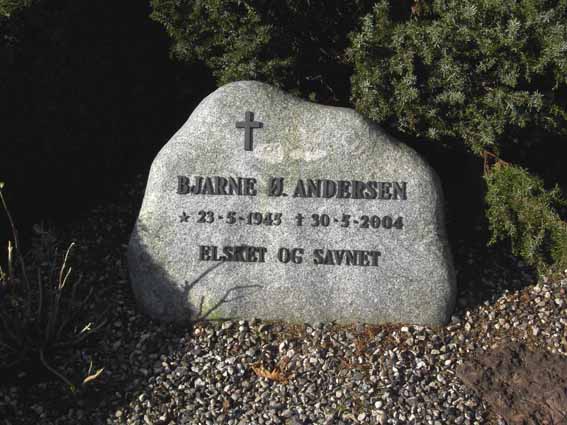 BJARNE Ø. ANDERSEN
★ 23-5-1945 ✝ 30-5-2004
ELSKET OG SAVNET